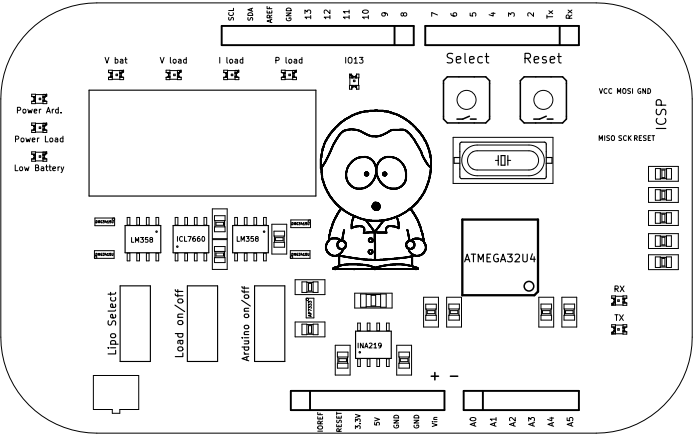 SCL SDA AREF GND 13 12 11 10 9 8
7 6 5 4 3 2 Tx Rx
V bat V load I load P load IO13
Select Reset
VCC MOSI GND
ICSP
MISO SCK RESET
Power Ard.
Power Load
Low Battery
LM358 ICL7660 LM358
ATMEGA32U4
Lipo Select
Load on/off
Arduino on/off
RX
TX
INA219
+ -
IOREF RESET 3.3V 5V GND GND Vin
A0 A1 A2 A3 A4 A5